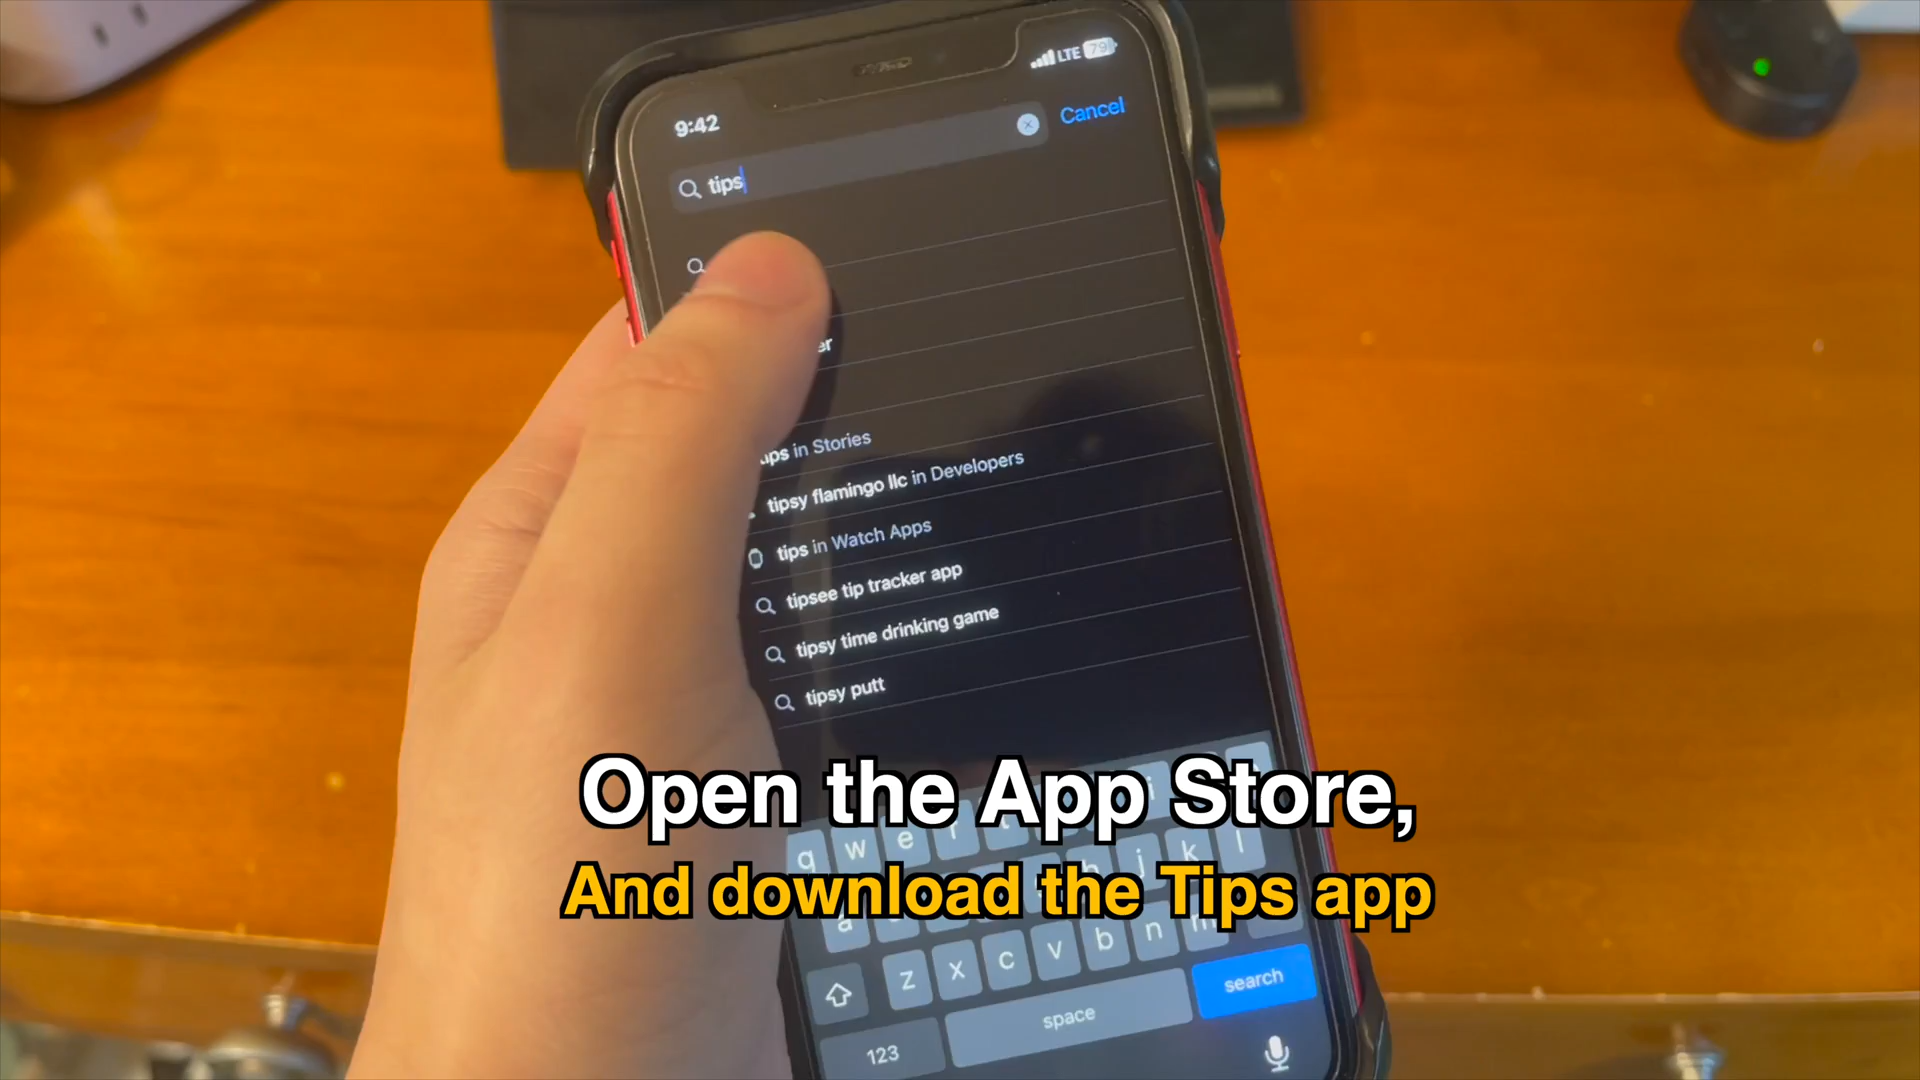 9:42
LTE 79
tips
Cancel
er
tips in Stories
tipsy flamingo llc in Developers
tips in Watch Apps
tipsee tip tracker app
tipsy time drinking game
tipsy putt
Open the App Store,
And download the Tips app
q w e r t i
a h j k l
z x c v b n m
123 space search